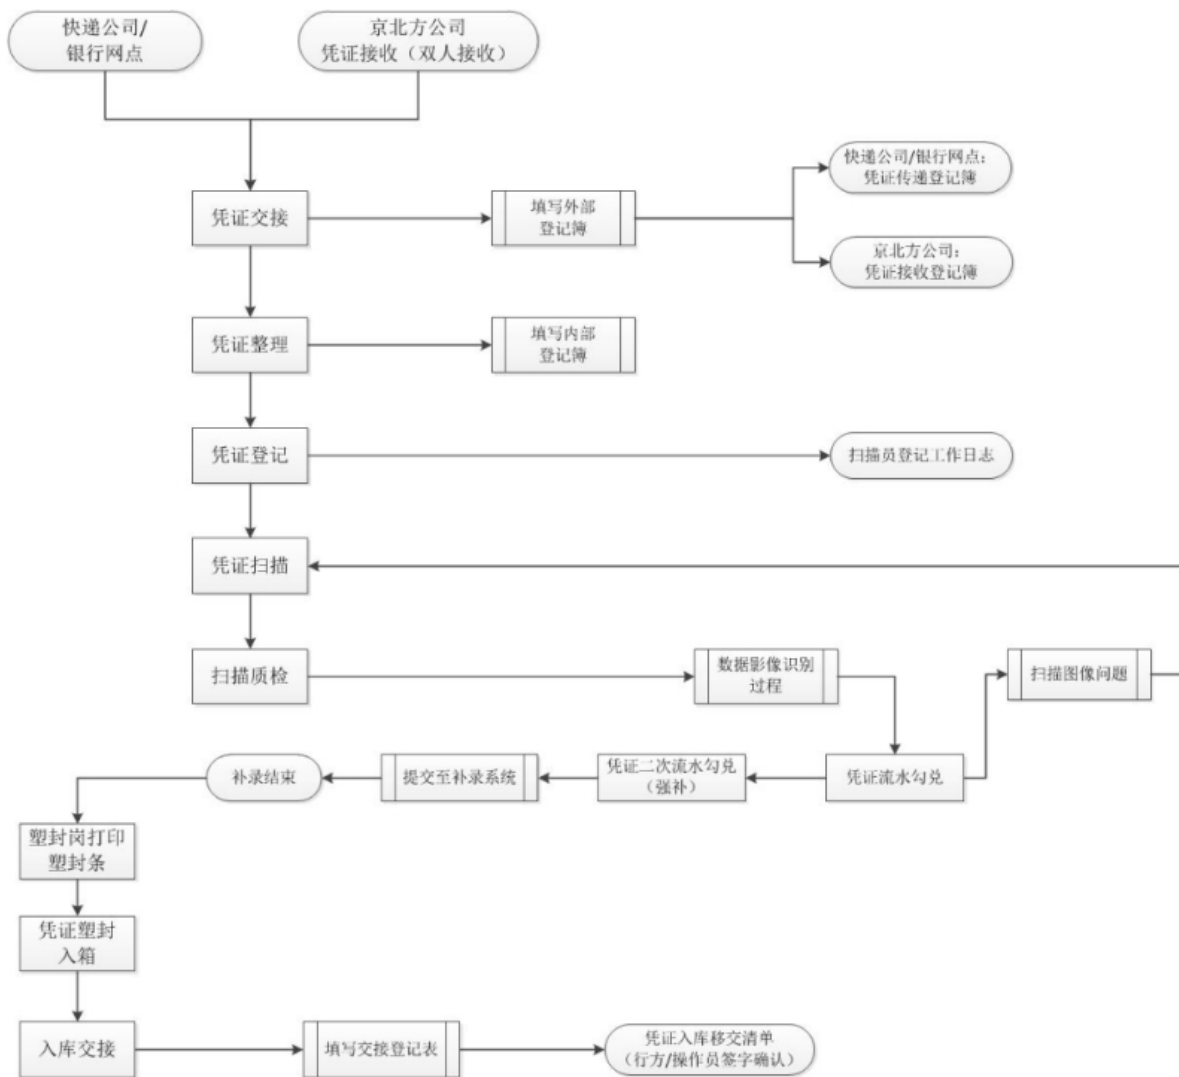 快递公司/
银行网点
京北方公司
凭证接收（双人接收）
快递公司/银行网点：
凭证传递登记簿
凭证交接
填写外部
登记簿
京北方公司：
凭证接收登记簿
凭证整理
填写内部
登记簿
凭证登记
扫描员登记工作日志
凭证扫描
扫描质检
数据影像识别
过程
扫描图像问题
补录结束
提交至补录系统
凭证二次流水勾兑
（强补）
凭证流水勾兑
塑封岗打印
塑封条
凭证塑封
入箱
入库交接
填写交接登记表
凭证入库移交清单
（行方/操作员签字确认）